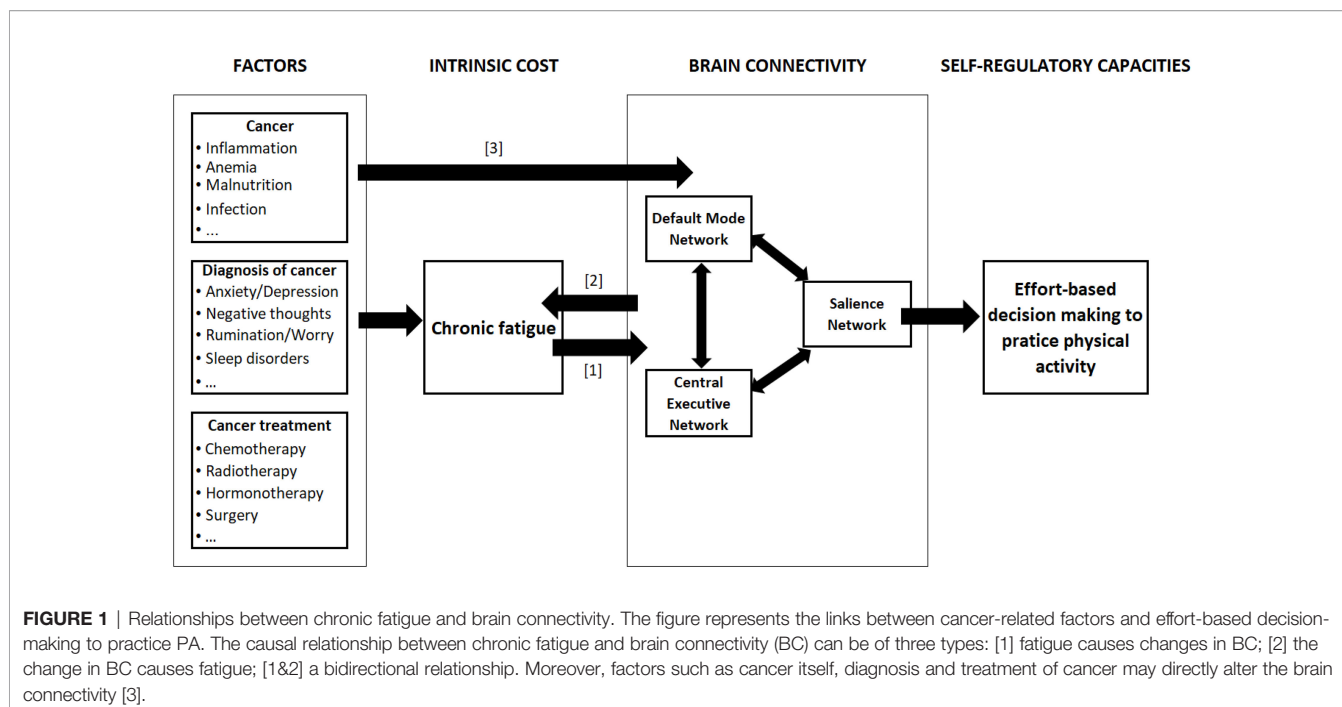 FACTORS
INTRINSIC COST
BRAIN CONNECTIVITY
SELF-REGULATORY CAPACITIES
Cancer
• Inflammation
• Anemia
• Malnutrition
• Infection
• ...
[3]
Diagnosis of cancer
• Anxiety/Depression
• Negative thoughts
• Rumination/Worry
• Sleep disorders
• ...
Cancer treatment
• Chemotherapy
• Radiotherapy
• Hormonotherapy
• Surgery
• ...
Chronic fatigue
[2]
[1]
Default Mode
Network
Salience
Network
Central
Executive
Network
Effort-based
decision making to
pratice physical
activity
FIGURE 1 | Relationships between chronic fatigue and brain connectivity. The figure represents the links between cancer-related factors and effort-based decision-
making to practice PA. The causal relationship between chronic fatigue and brain connectivity (BC) can be of three types: [1] fatigue causes changes in BC; [2] the
change in BC causes fatigue; [1&2] a bidirectional relationship. Moreover, factors such as cancer itself, diagnosis and treatment of cancer may directly alter the brain
connectivity [3].